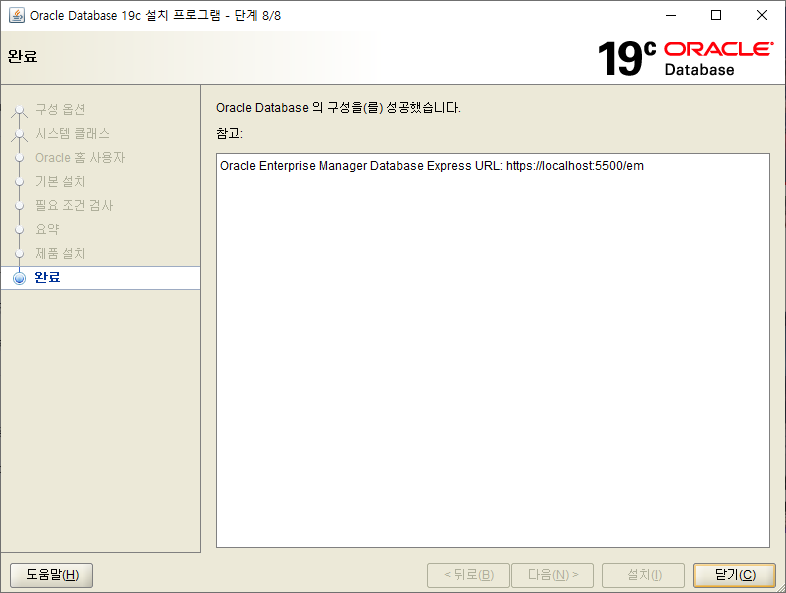 Oracle Database 19c 설치 프로그램 - 단계 8/8
완료
19c ORACLE
Database
구성 옵션
시스템 클래스
Oracle 홈 사용자
기본 설치
필요 조건 검사
요약
제품 설치
완료
Oracle Database 의 구성을(를) 성공했습니다.
참고:
Oracle Enterprise Manager Database Express URL: https://localhost:5500/em
도움말(H)
< 뒤로(B)
다음(N) >
설치(I)
닫기(C)